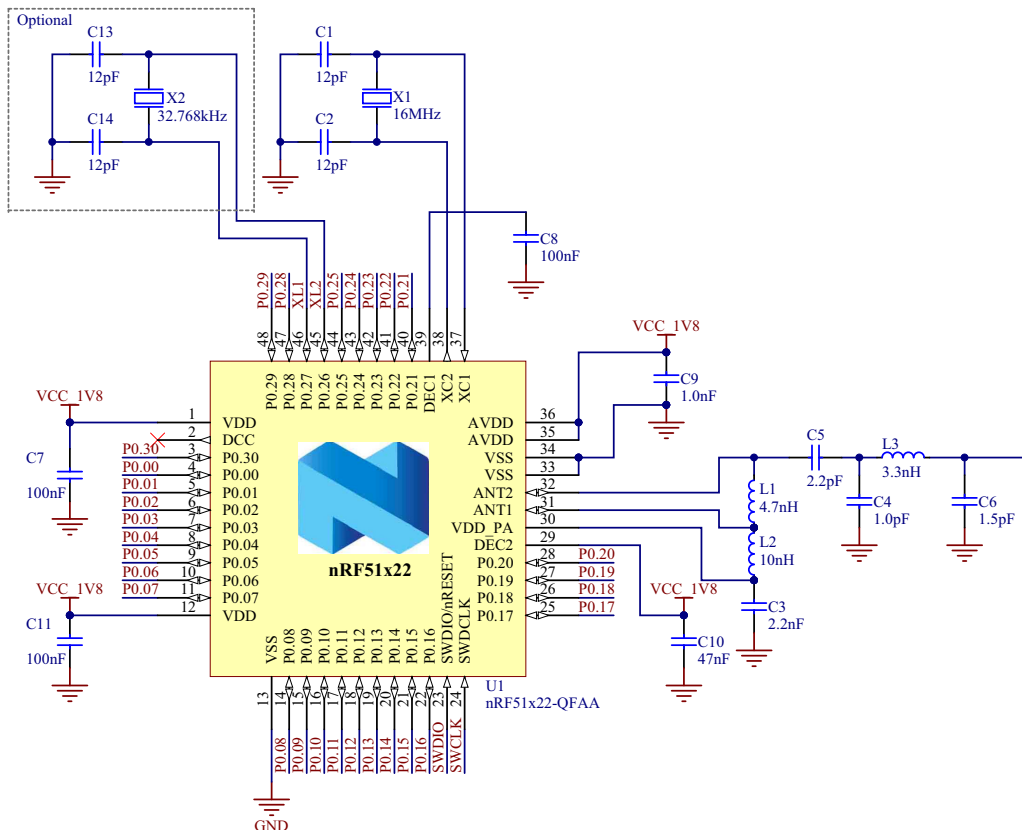 Optional
C13
12pF
X2
32.768kHz
C14
12pF
C1
12pF
X1
16MHz
C2
12pF
C8
100nF
P0.29
P0.28
XL1
XL2
P0.25
P0.24
P0.23
P0.22
P0.21
48
47
46
45
44
43
42
41
40
39
38
37
P0.29
P0.28
P0.27
P0.26
P0.25
P0.24
P0.23
P0.22
P0.21
DEC1
XC2
XC1
VCC_1V8
C7
100nF
P0.30
P0.00
P0.01
P0.02
P0.03
P0.04
P0.05
P0.06
P0.07
VCC_1V8
C11
100nF
1 VDD
2 DCC
3 P0.30
4 P0.00
5 P0.01
6 P0.02
7 P0.03
8 P0.04
9 P0.05
10 P0.06
11 P0.07
12 VDD
nRF51x22
AVDD 36
AVDD 35
VSS 34
VSS 33
ANT2 32
ANT1 31
VDD_PA 30
DEC2 29
P0.20 28 P0.20
P0.19 27 P0.19
P0.18 26 P0.18
P0.17 25 P0.17
VCC_1V8
C9
1.0nF
C5
2.2pF
L3
3.3nH
C4
1.0pF
C6
1.5pF
L1
4.7nH
L2
10nH
C3
2.2nF
VCC_1V8
C10
47nF
VSS
P0.08
P0.09
P0.10
P0.11
P0.12
P0.13
P0.14
P0.15
P0.16
SWDIO/nRESET
SWDCLK
U1
nRF51x22-QFAA
13
14
15
16
17
18
19
20
21
22
23
24
P0.08
P0.09
P0.10
P0.11
P0.12
P0.13
P0.14
P0.15
P0.16
SWDIO
SWCLK
GND